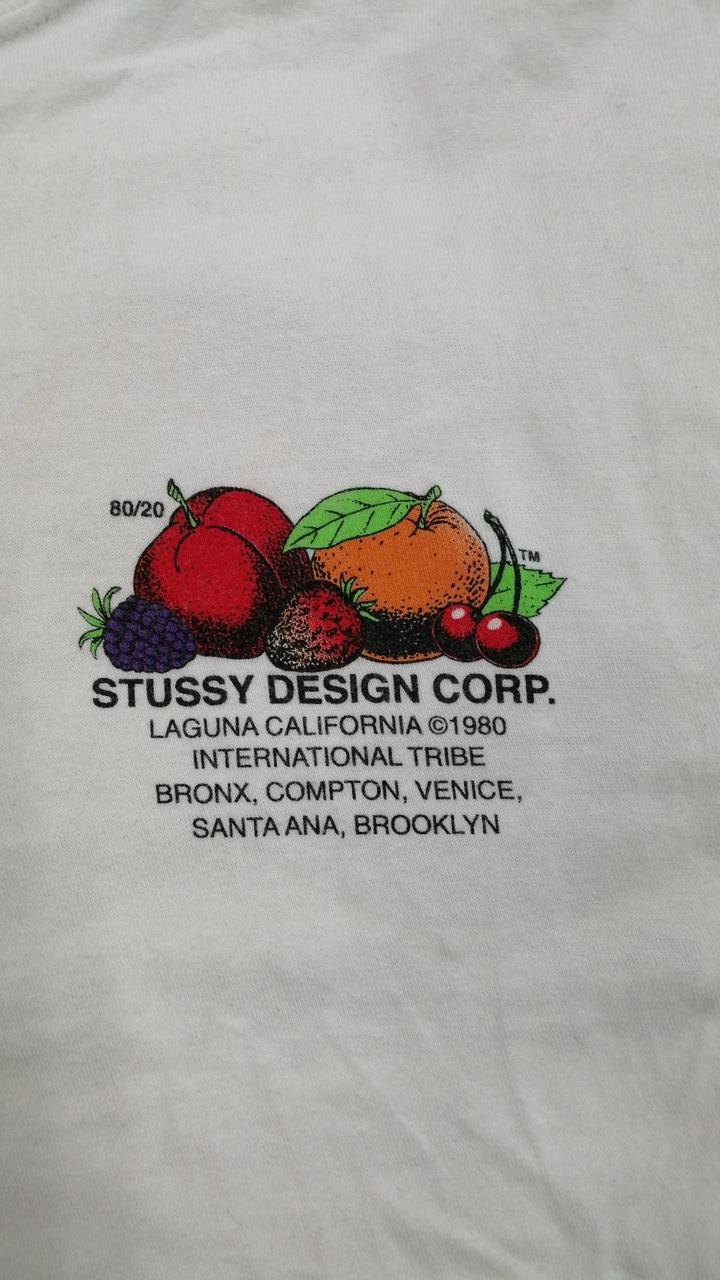 80/20
TM
STUSSY DESIGN CORP.
LAGUNA CALIFORNIA ©1980
INTERNATIONAL TRIBE
BRONX, COMPTON, VENICE,
SANTA ANA, BROOKLYN